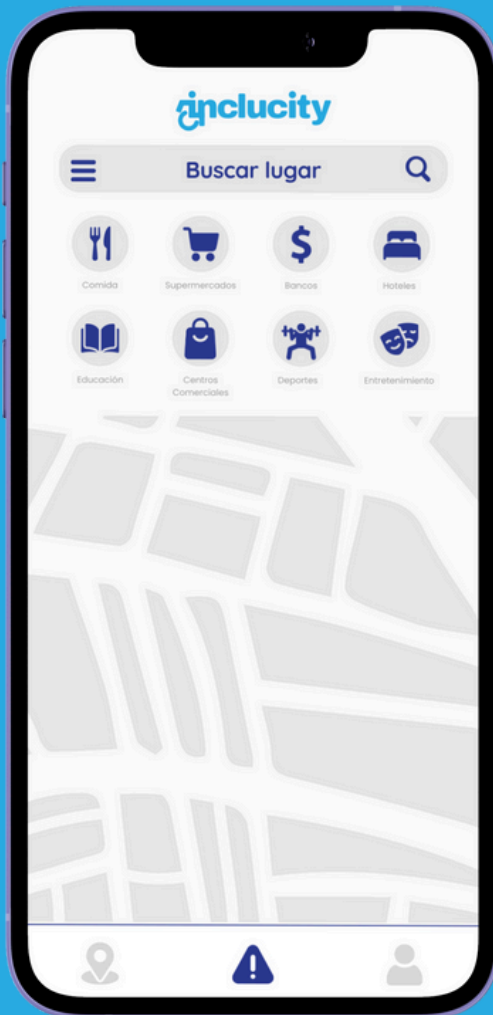 inclucity
Buscar lugar
Comida
Supermercados
Bancos
Hoteles
Educación
Centros
Comerciales
Deportes
Entretenimiento